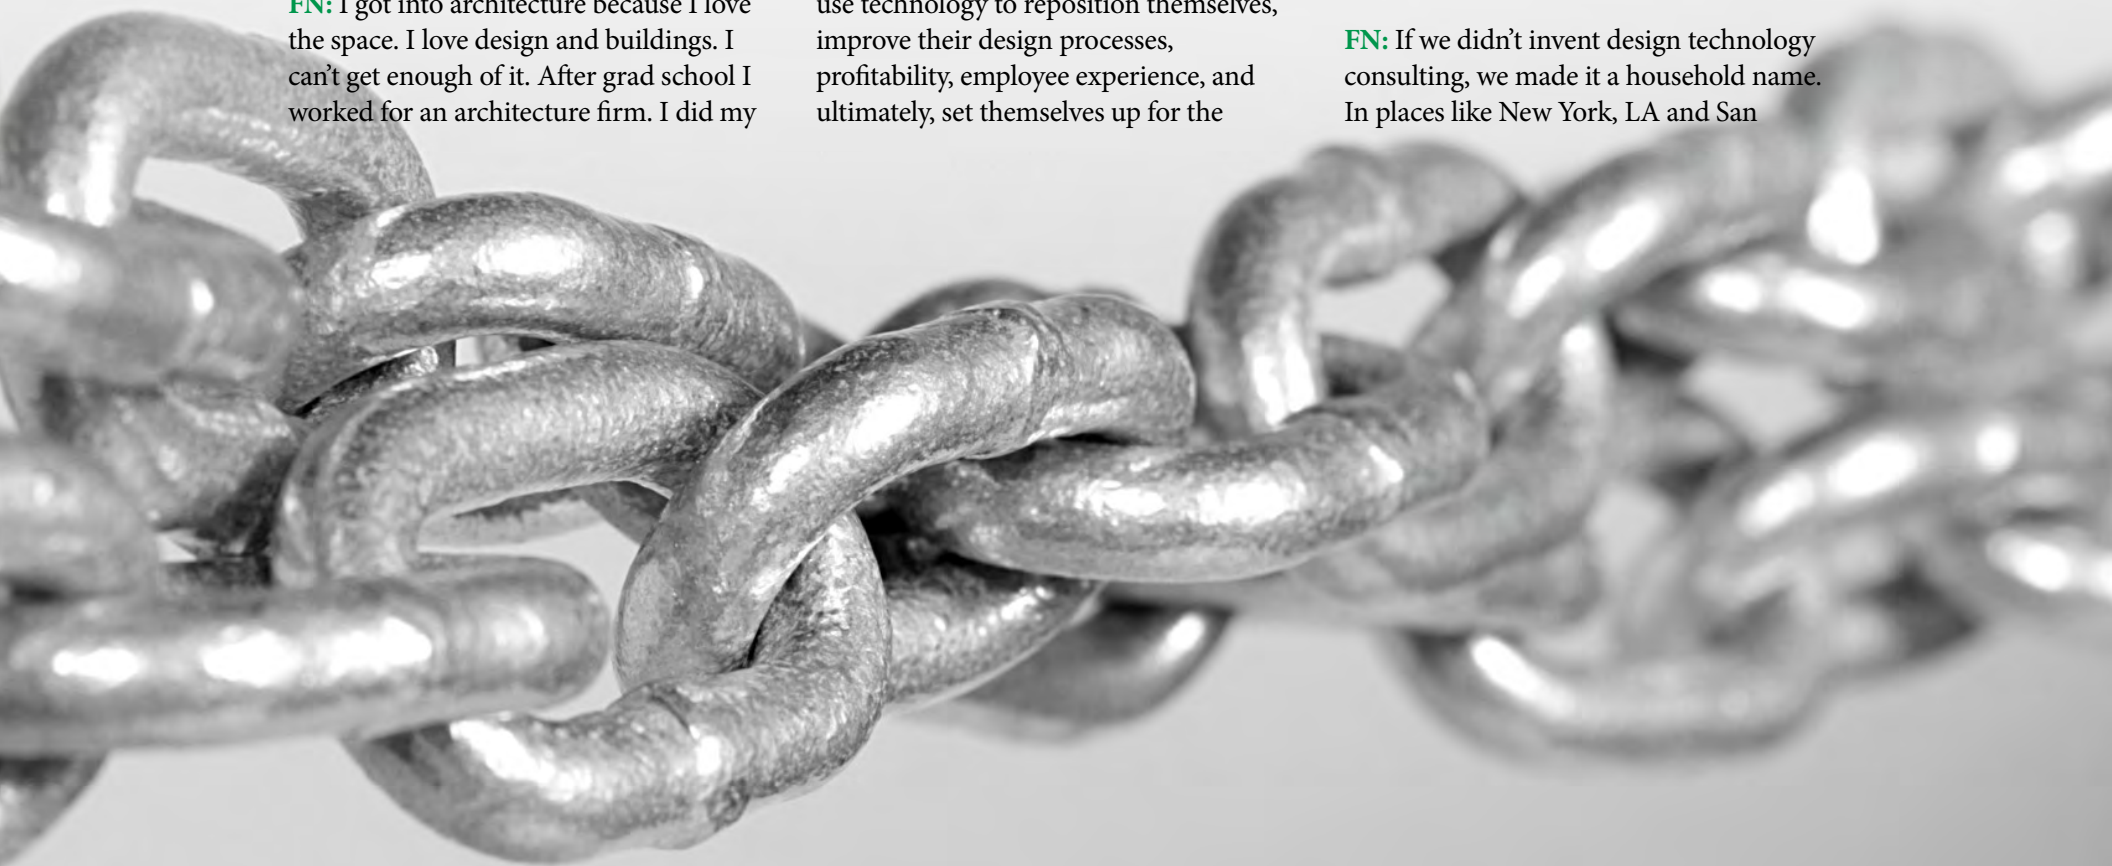 FN: I got into architecture because I love
the space. I love design and buildings. I
can’t get enough of it. After grad school I
worked for an architecture firm. I did my
use technology to reposition themselves,
improve their design processes,
profitability, employee experience, and
ultimately, set themselves up for the
FN: If we didn’t invent design technology
consulting, we made it a household name.
In places like New York, LA and San